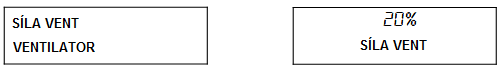 SÍLA VENT
VENTILATOR
20%
SÍLA VENT